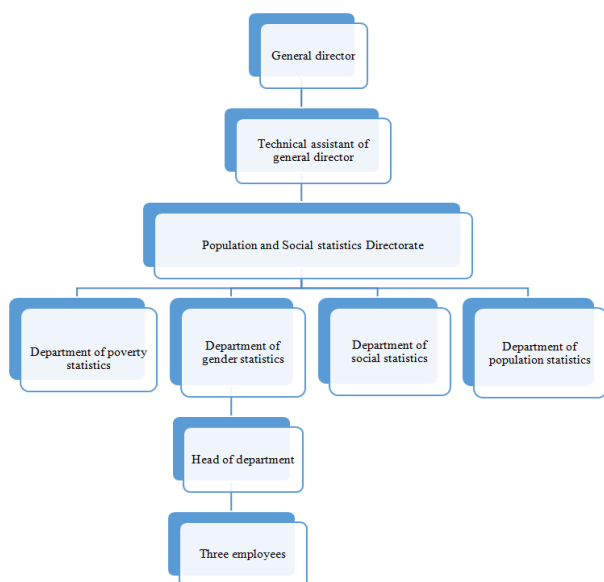 General director
Technical assistant of
general director
Population and Social statistics Directorate
Department of poverty
statistics
Department of
gender statistics
Department of
social statistics
Department of
population statistics
Head of department
Three employees